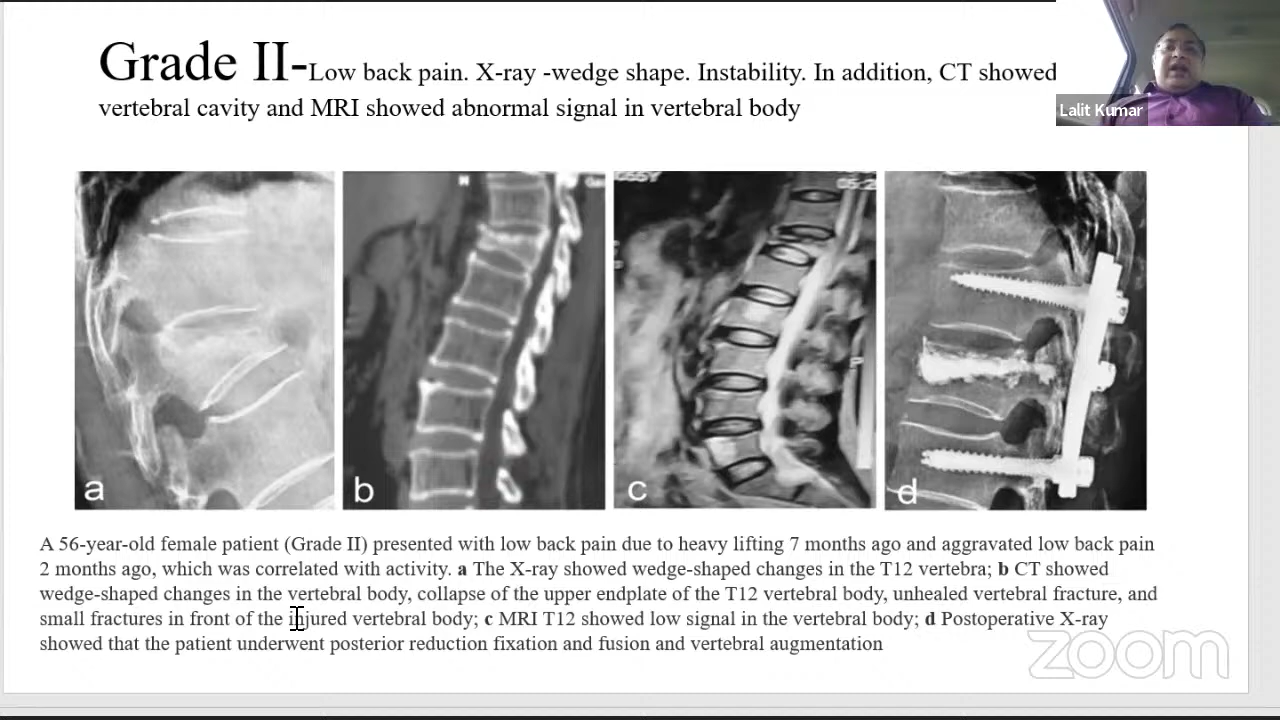 Grade II-Low back pain. X-ray -wedge shape. Instability. In addition, CT showed
vertebral cavity and MRI showed abnormal signal in vertebral body
Lalit Kumar
a
b
c
d
A 56-year-old female patient (Grade II) presented with low back pain due to heavy lifting 7 months ago and aggravated low back pain
2 months ago, which was correlated with activity. a The X-ray showed wedge-shaped changes in the T12 vertebra; b CT showed
wedge-shaped changes in the vertebral body, collapse of the upper endplate of the T12 vertebral body, unhealed vertebral fracture, and
small fractures in front of the injured vertebral body; c MRI T12 showed low signal in the vertebral body; d Postoperative X-ray
showed that the patient underwent posterior reduction fixation and fusion and vertebral augmentation
zoom